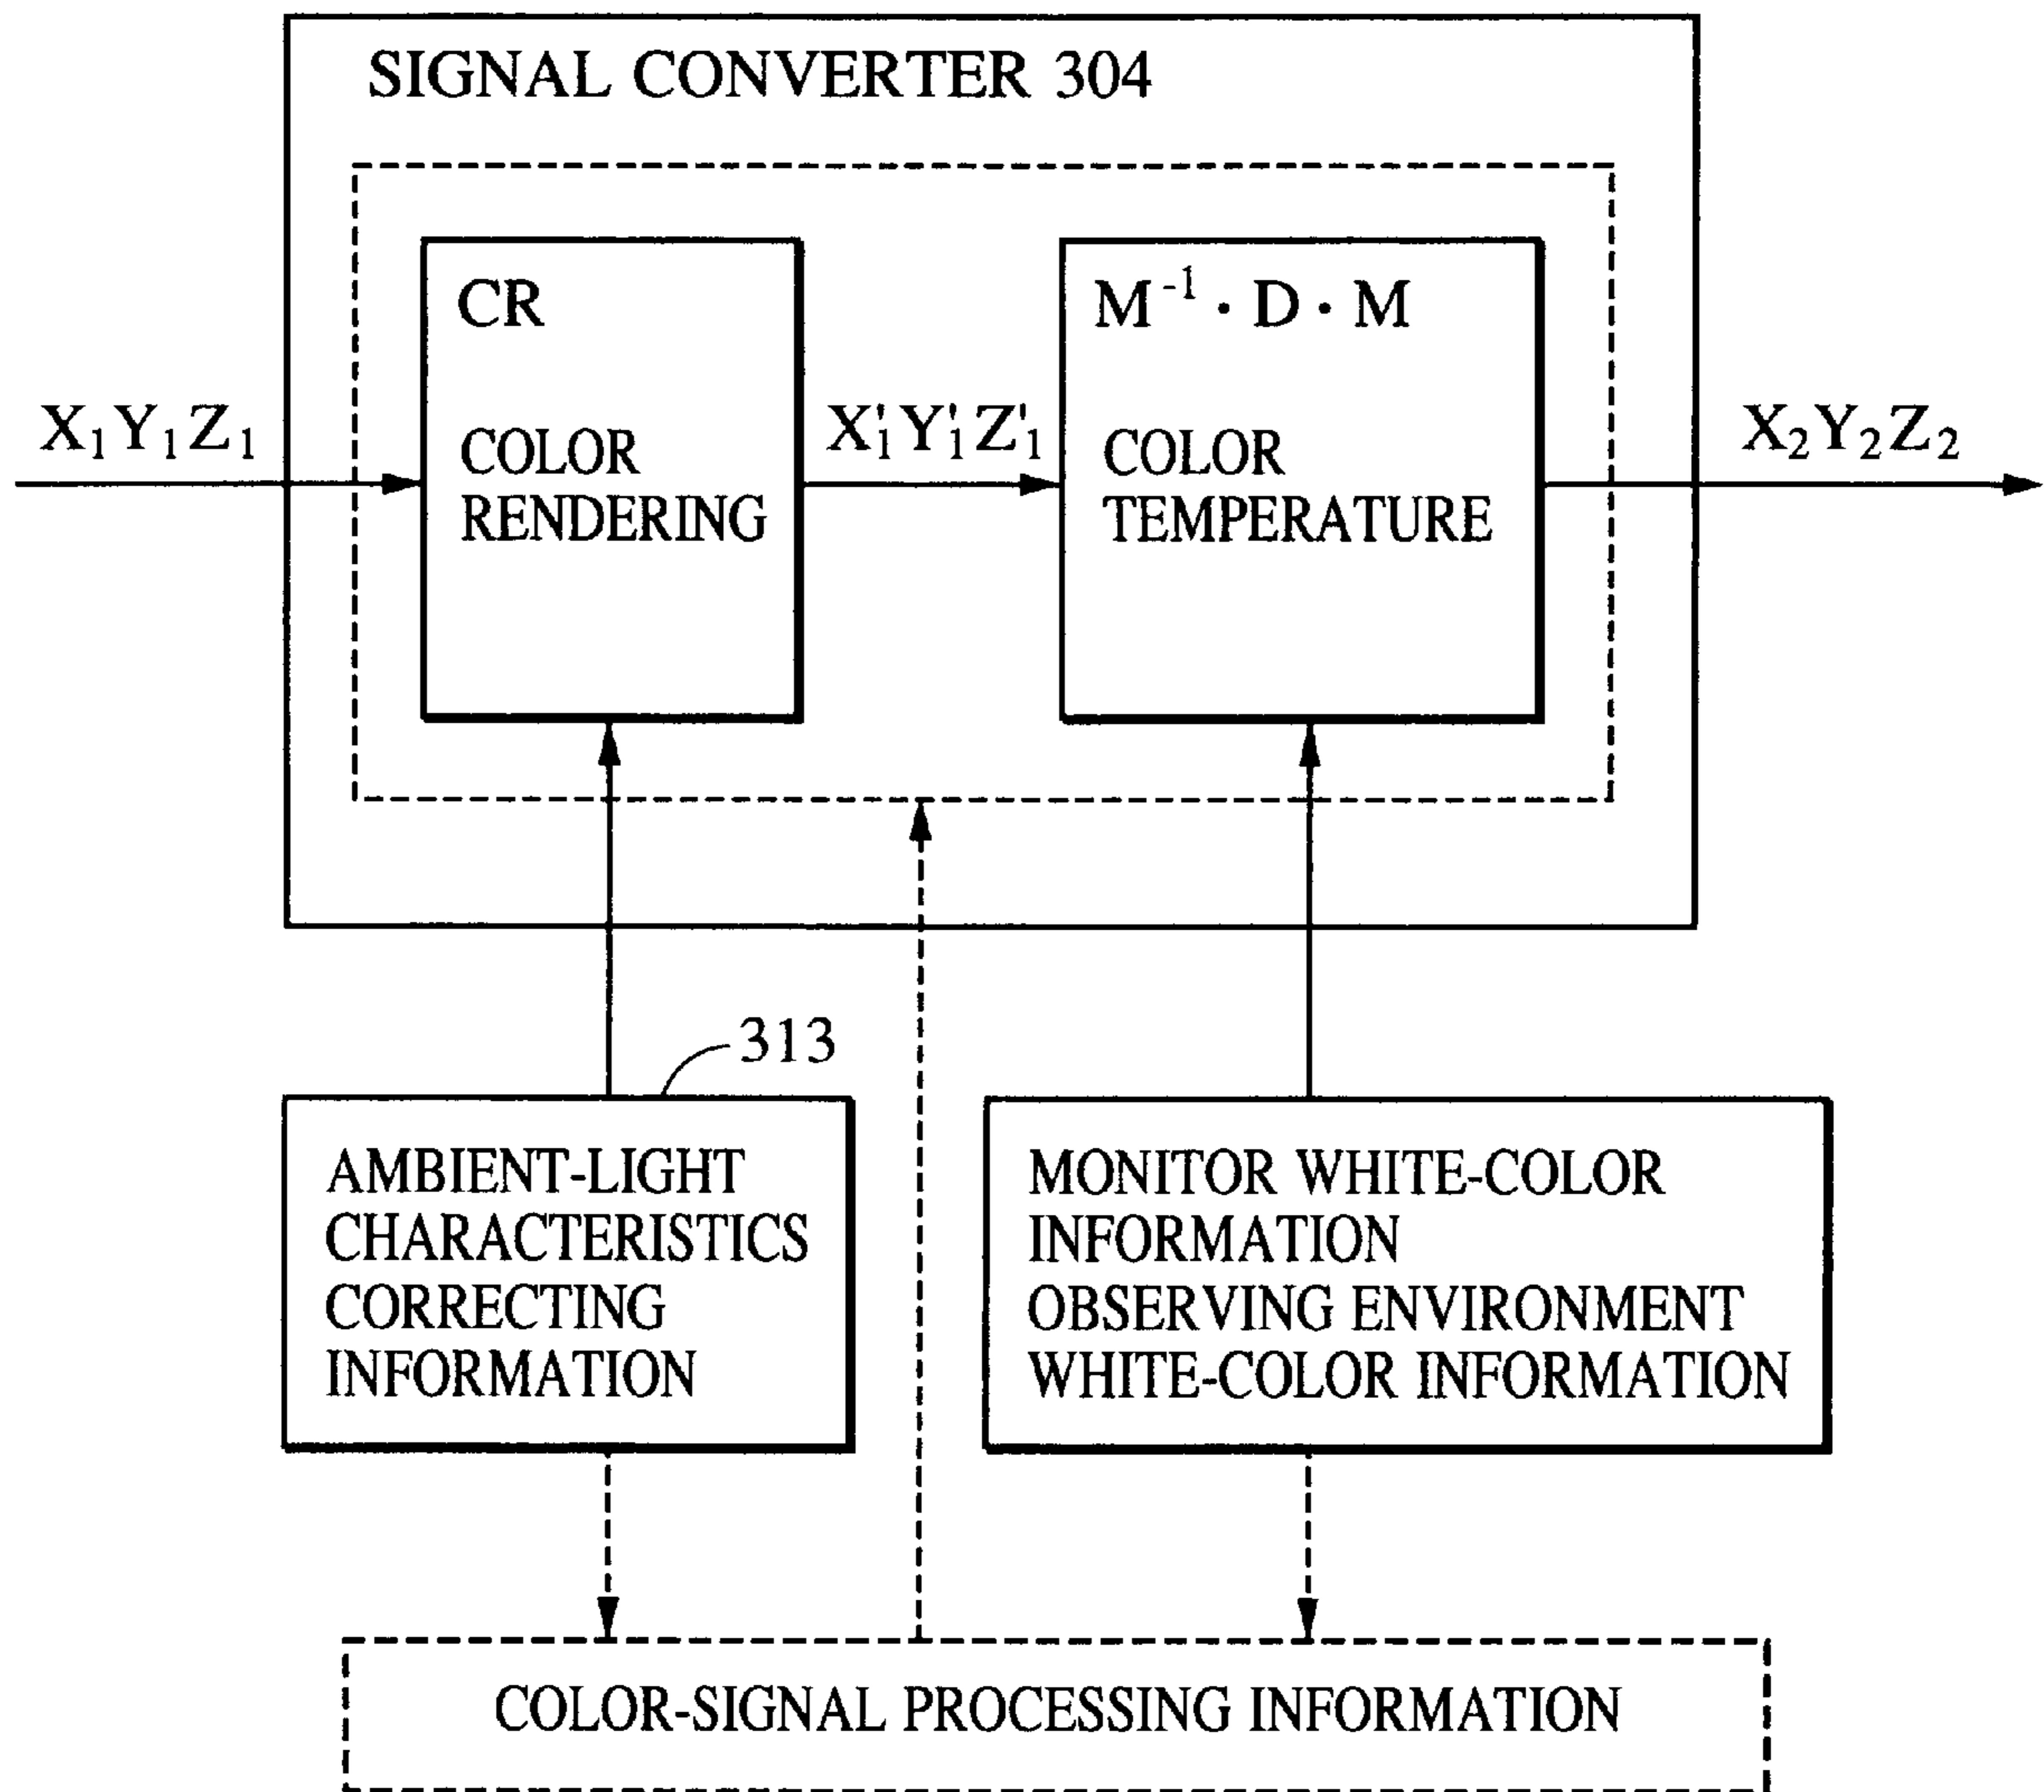 SIGNAL CONVERTER 304
CR
COLOR
RENDERING
M⁻¹ · D · M
COLOR
TEMPERATURE
X₁Y₁Z₁
X'₁Y'₁Z'₁
X₂Y₂Z₂
313
AMBIENT-LIGHT
CHARACTERISTICS
CORRECTING
INFORMATION
MONITOR WHITE-COLOR
INFORMATION
OBSERVING ENVIRONMENT
WHITE-COLOR INFORMATION
COLOR-SIGNAL PROCESSING INFORMATION